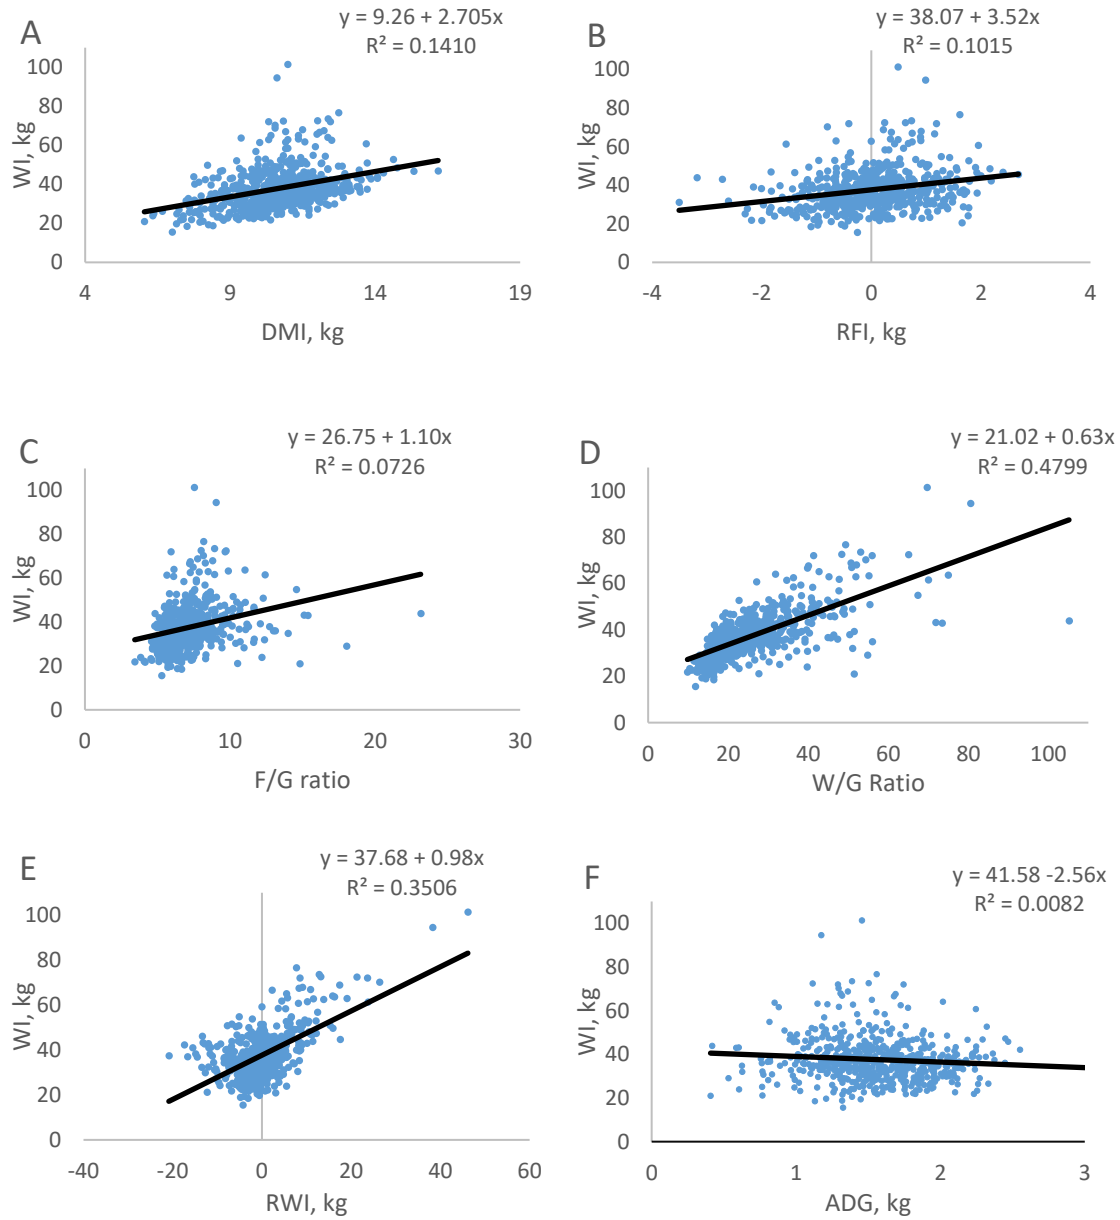 A
y = 9.26 + 2.705x
R² = 0.1410
100
80
60
40
20
0
WI, kg
4 9 14 19
DMI, kg
B
y = 38.07 + 3.52x
R² = 0.1015
100
80
60
40
20
0
WI, kg
-4 -2 0 2 4
RFI, kg
C
y = 26.75 + 1.10x
R² = 0.0726
100
80
60
40
20
0
WI, kg
0 10 20 30
F/G ratio
D
y = 21.02 + 0.63x
R² = 0.4799
100
80
60
40
20
0
WI, kg
0 20 40 60 80 100
W/G Ratio
E
y = 37.68 + 0.98x
R² = 0.3506
100
80
60
40
20
0
WI, kg
-40 -20 0 20 40 60
RWI, kg
F
y = 41.58 -2.56x
R² = 0.0082
100
80
60
40
20
0
WI, kg
0 1 2 3
ADG, kg